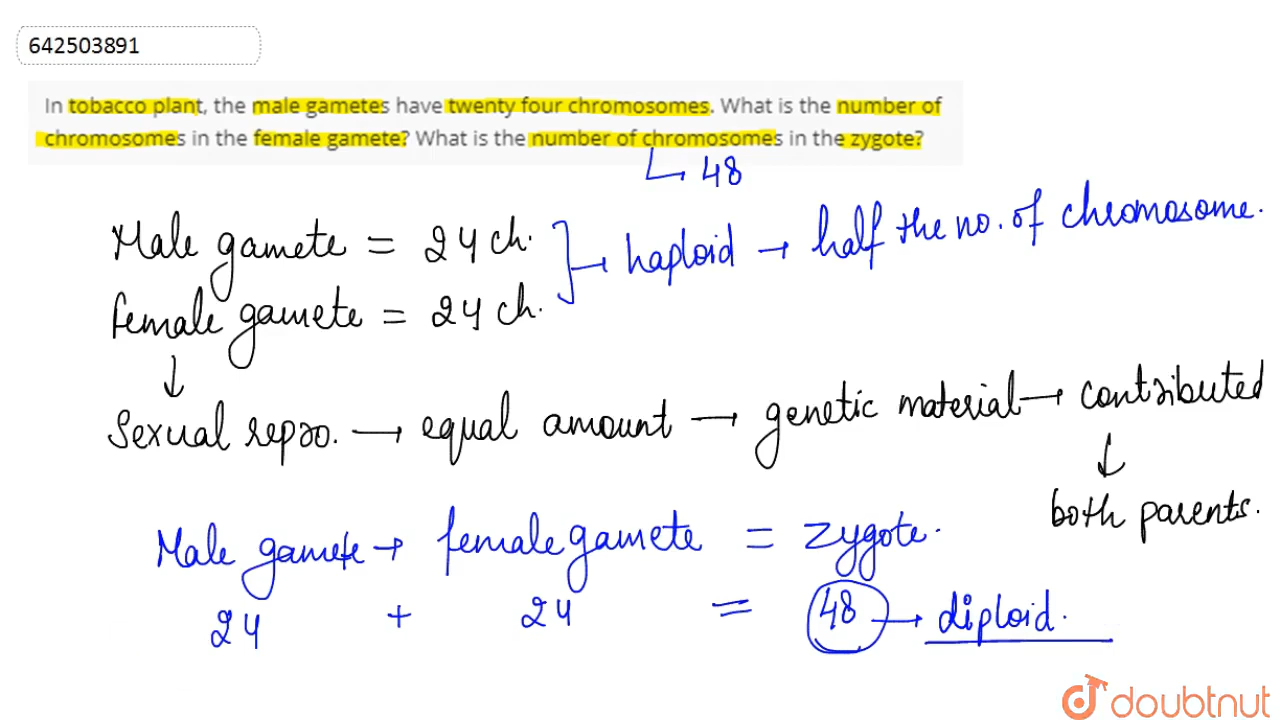 642503891
In tobacco plant, the male gametes have twenty four chromosomes. What is the number of
chromosomes in the female gamete? What is the number of chromosomes in the zygote?
↳ 48
Male gamete = 24 ch. ] → haploid → half the no. of chromosome.
female gamete = 24 ch.
↓
Sexual repro. → equal amount → genetic material → contributed
↓
both parents.
Male gamete → female gamete = zygote.
24 + 24 = 48 → diploid.
doubtnut